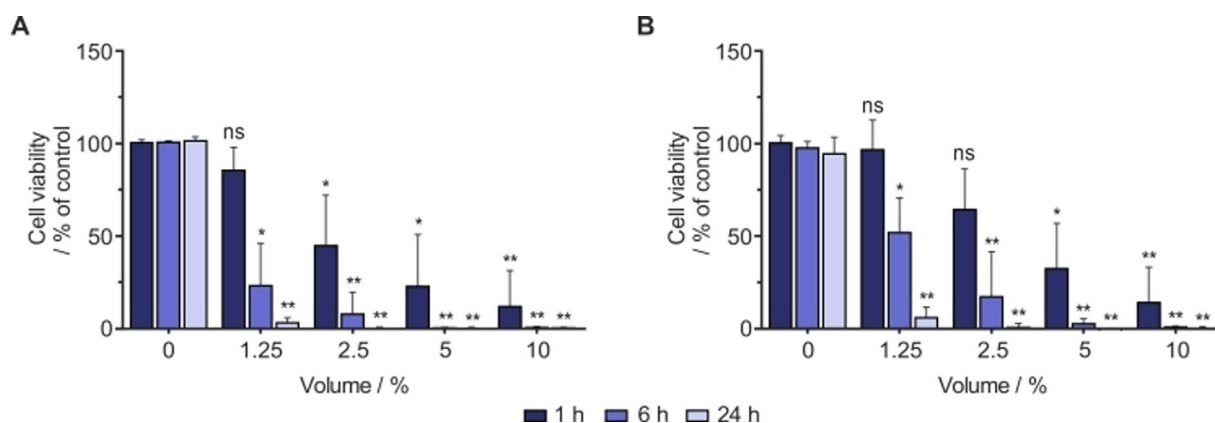 A
Cell viability
/ % of control
150
100
50
0
ns
*
**
*
**
**
*
**
**
**
**
**
0
1.25
2.5
5
10
Volume / %
B
Cell viability
/ % of control
150
100
50
0
ns
*
**
ns
**
**
*
**
**
**
**
**
0
1.25
2.5
5
10
Volume / %
1 h
6 h
24 h